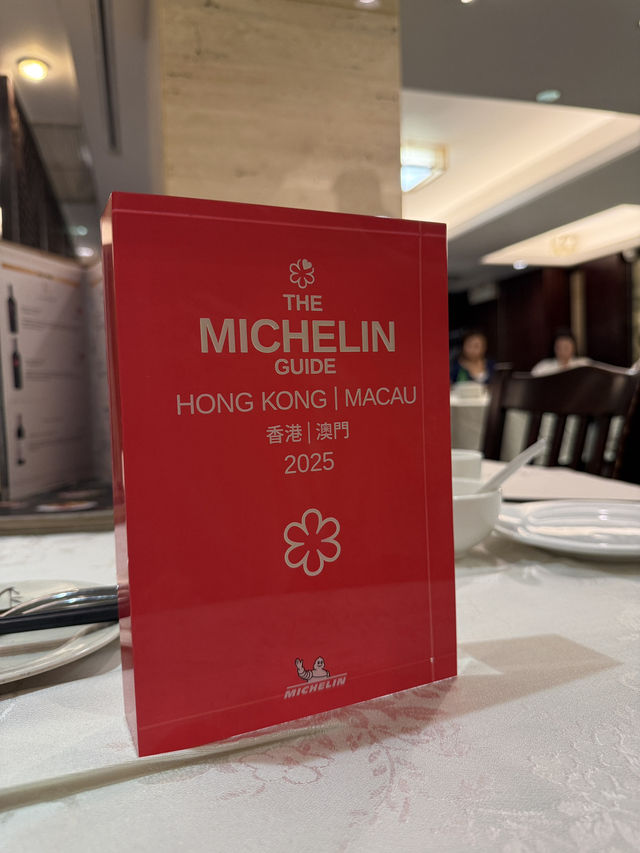 THE
MICHELIN
GUIDE
HONG KONG | MACAU
香港 | 澳門
2025
MICHELIN